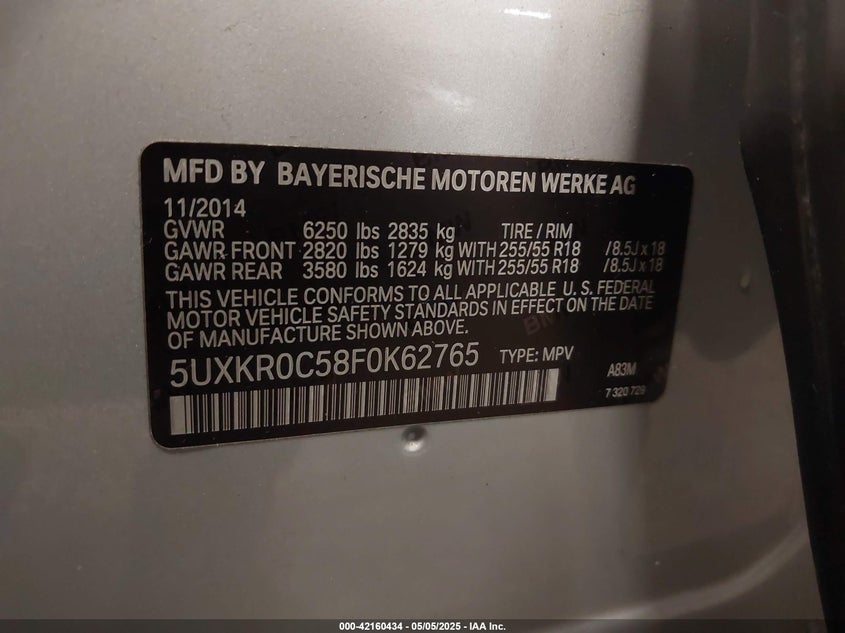 MFD BY BAYERISCHE MOTOREN WERKE AG
11/2014
GVWR 6250 lbs 2835 kg TIRE / RIM
GAWR FRONT 2820 lbs 1279 kg WITH 255/55 R18 / 8.5J x 18
GAWR REAR 3580 lbs 1624 kg WITH 255/55 R18 / 8.5J x 18
THIS VEHICLE CONFORMS TO ALL APPLICABLE U. S. FEDERAL
MOTOR VEHICLE SAFETY STANDARDS IN EFFECT ON THE DATE
OF MANUFACTURE SHOWN ABOVE.
5UXKR0C58F0K62765 TYPE: MPV A83M
7 320 729
000-42160434 - 05/05/2025 - IAA Inc.